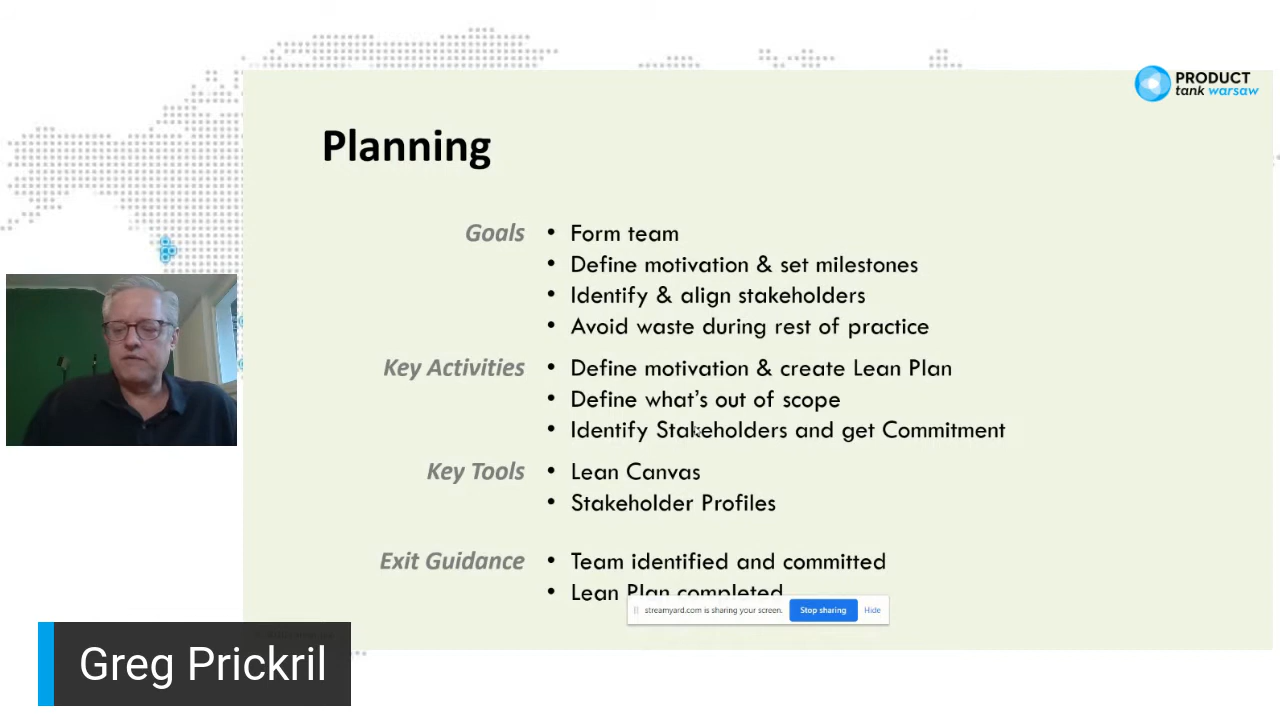 PRODUCT
tank warsaw
Planning
Goals
• Form team
• Define motivation & set milestones
• Identify & align stakeholders
• Avoid waste during rest of practice
Key Activities
• Define motivation & create Lean Plan
• Define what's out of scope
• Identify Stakeholders and get Commitment
Key Tools
• Lean Canvas
• Stakeholder Profiles
Exit Guidance
• Team identified and committed
• Lean Plan completed
streamyard.com is sharing your screen.
Stop sharing
Hide
Greg Prickril